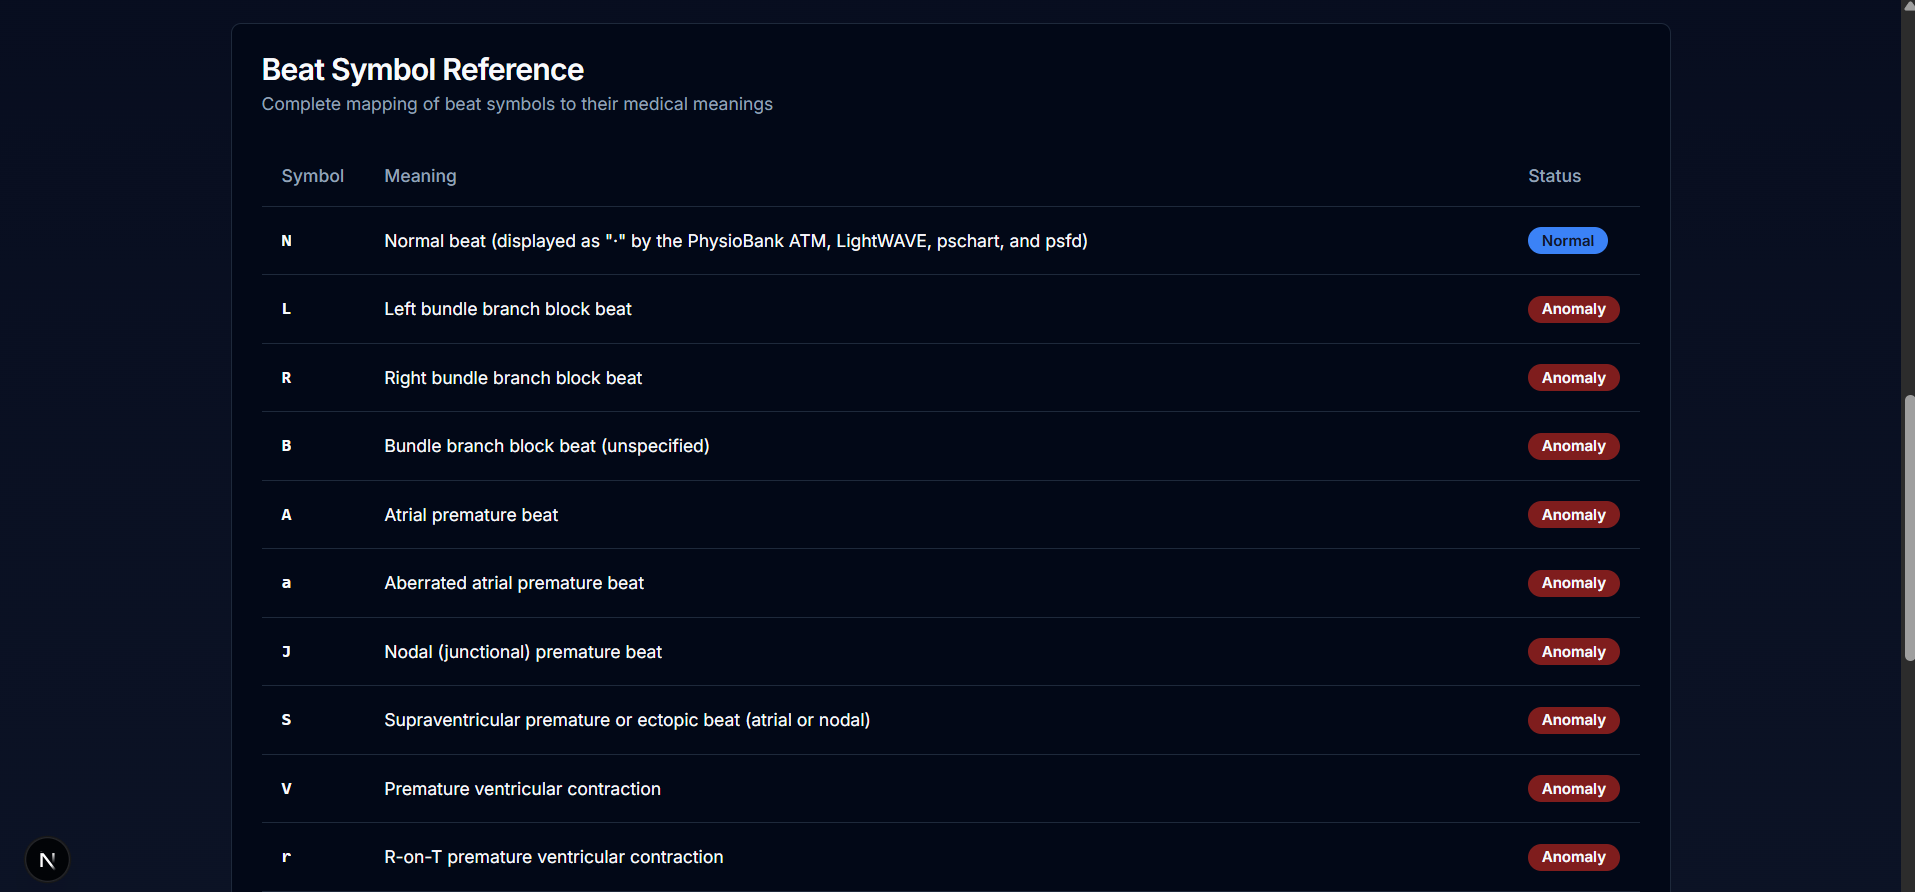 Beat Symbol Reference
Complete mapping of beat symbols to their medical meanings
Symbol Meaning Status
N Normal beat (displayed as "·" by the PhysioBank ATM, LightWAVE, pschart, and psfd) Normal
L Left bundle branch block beat Anomaly
R Right bundle branch block beat Anomaly
B Bundle branch block beat (unspecified) Anomaly
A Atrial premature beat Anomaly
a Aberrated atrial premature beat Anomaly
J Nodal (junctional) premature beat Anomaly
S Supraventricular premature or ectopic beat (atrial or nodal) Anomaly
V Premature ventricular contraction Anomaly
r R-on-T premature ventricular contraction Anomaly
N